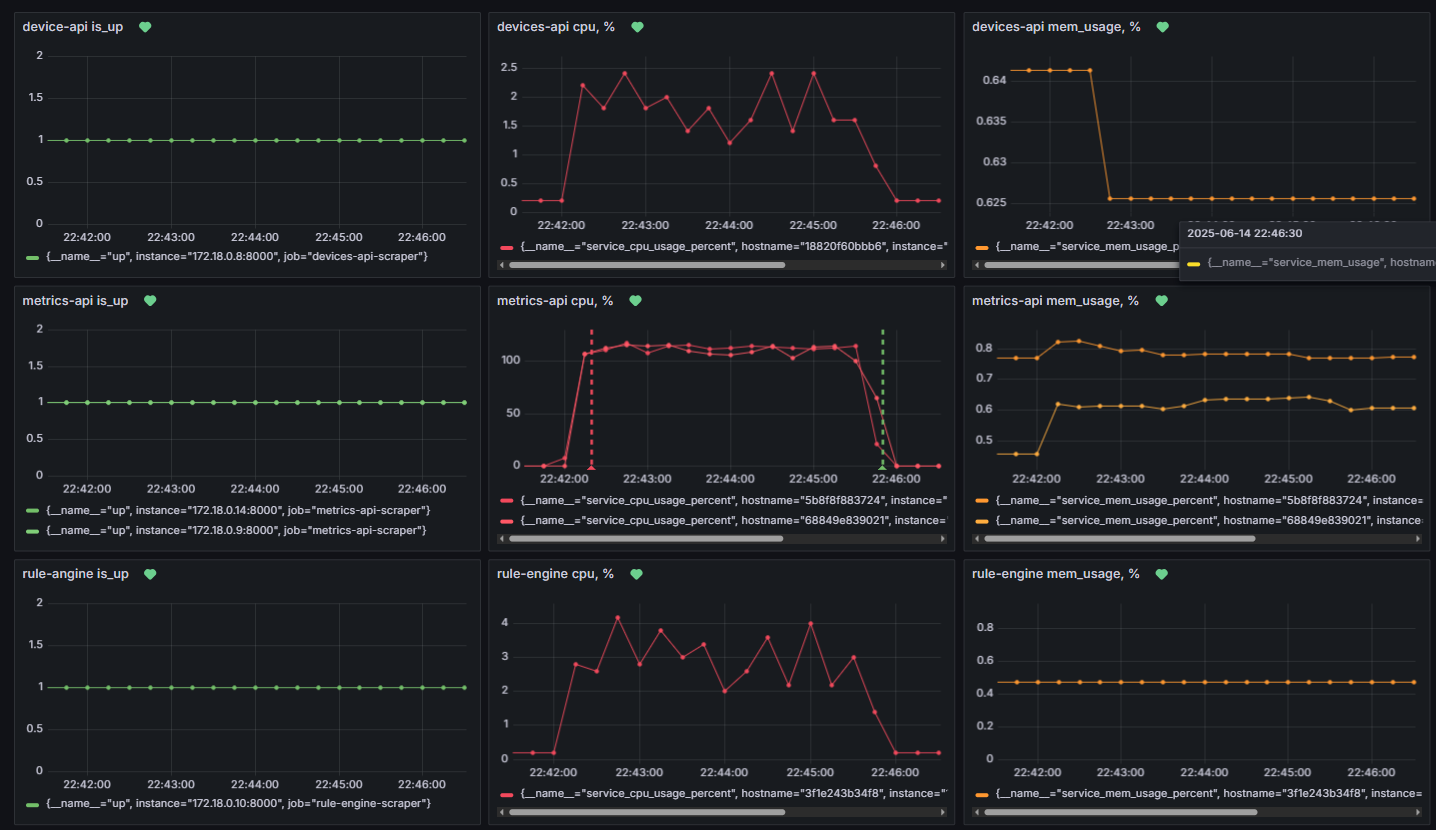 device-api is_up
2
1.5
1
0.5
0
22:42:00 22:43:00 22:44:00 22:45:00 22:46:00
{__name__="up", instance="172.18.0.8:8000", job="devices-api-scraper"}
devices-api cpu, %
2.5
2
1.5
1
0.5
0
22:42:00 22:43:00 22:44:00 22:45:00 22:46:00
{__name__="service_cpu_usage_percent", hostname="18820f60bbb6", instance="
devices-api mem_usage, %
0.64
0.635
0.63
0.625
22:42:00 22:43:00
{__name__="service_mem_usage_p
2025-06-14 22:46:30
{__name__="service_mem_usage", hostnam
metrics-api is_up
2
1.5
1
0.5
0
22:42:00 22:43:00 22:44:00 22:45:00 22:46:00
{__name__="up", instance="172.18.0.14:8000", job="metrics-api-scraper"}
{__name__="up", instance="172.18.0.9:8000", job="metrics-api-scraper"}
metrics-api cpu, %
100
50
0
22:42:00 22:43:00 22:44:00 22:45:00 22:46:00
{__name__="service_cpu_usage_percent", hostname="5b8f8f883724", instance="
{__name__="service_cpu_usage_percent", hostname="68849e839021", instance=
metrics-api mem_usage, %
0.8
0.7
0.6
0.5
22:42:00 22:43:00 22:44:00 22:45:00 22:46:00
{__name__="service_mem_usage_percent", hostname="5b8f8f883724", instance=
{__name__="service_mem_usage_percent", hostname="68849e839021", instance
rule-angine is_up
2
1.5
1
0.5
0
22:42:00 22:43:00 22:44:00 22:45:00 22:46:00
{__name__="up", instance="172.18.0.10:8000", job="rule-engine-scraper"}
rule-engine cpu, %
4
3
2
1
0
22:42:00 22:43:00 22:44:00 22:45:00 22:46:00
{__name__="service_cpu_usage_percent", hostname="3f1e243b34f8", instance="
rule-engine mem_usage, %
0.8
0.6
0.4
0.2
0
22:42:00 22:43:00 22:44:00 22:45:00 22:46:00
{__name__="service_mem_usage_percent", hostname="3f1e243b34f8", instance=